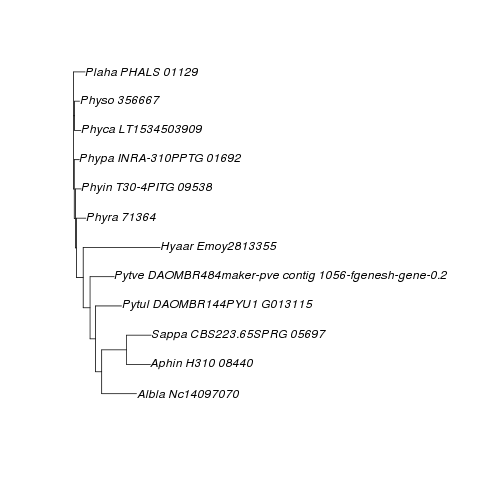 Plaha PHALS 01129
Physo 356667
Phyca LT1534503909
Phypa INRA-310PPTG 01692
Phyin T30-4PITG 09538
Phyra 71364
Hyaar Emoy2813355
Pytve DAOMBR484maker-pve contig 1056-fgenesh-gene-0.2
Pytul DAOMBR144PYU1 G013115
Sappa CBS223.65SPRG 05697
Aphin H310 08440
Albla Nc14097070